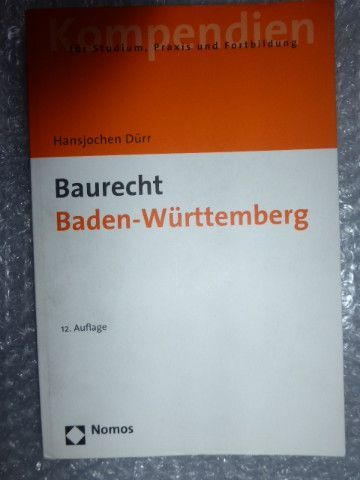 Kompendien
für Studium, Praxis und Fortbildung
Hansjochen Dürr
Baurecht
Baden-Württemberg
12. Auflage
Nomos